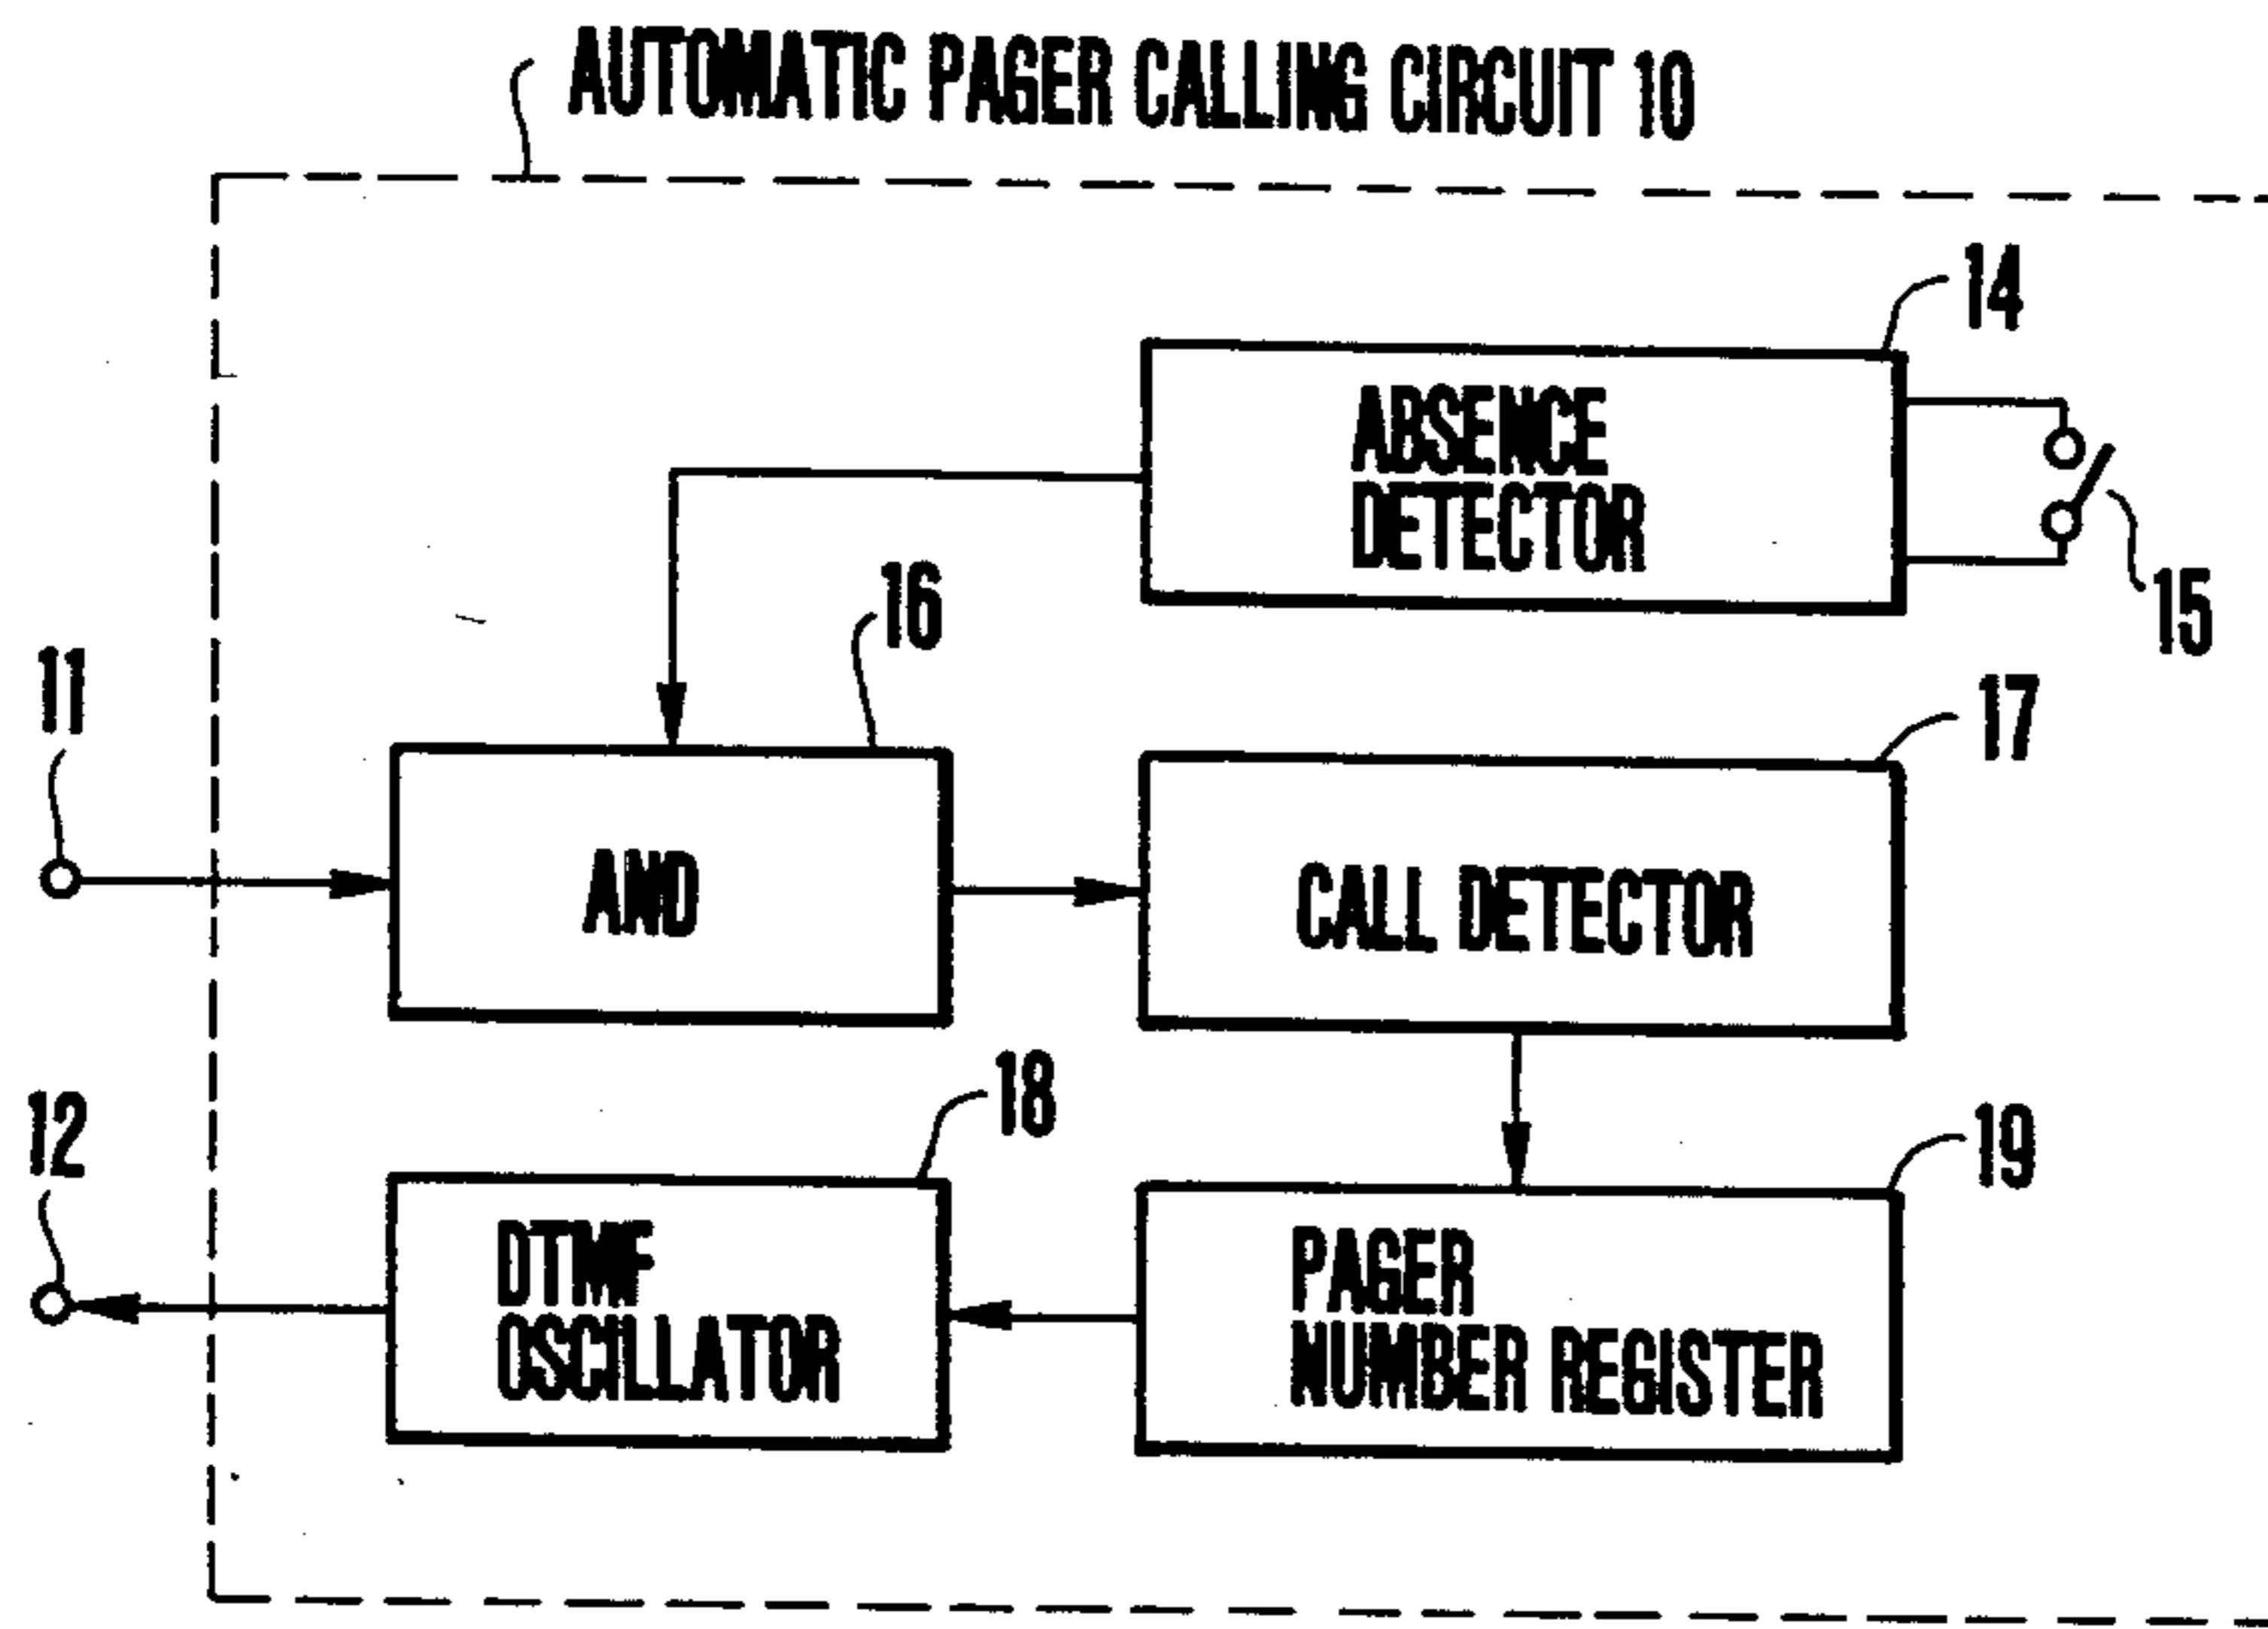 AUTOMATIC PAGER CALLING CIRCUIT 10
14
ABSENCE
DETECTOR
15
16
11
17
AND
CALL DETECTOR
18
12
19
DTMF
OSCILLATOR
PAGER
NUMBER REGISTER